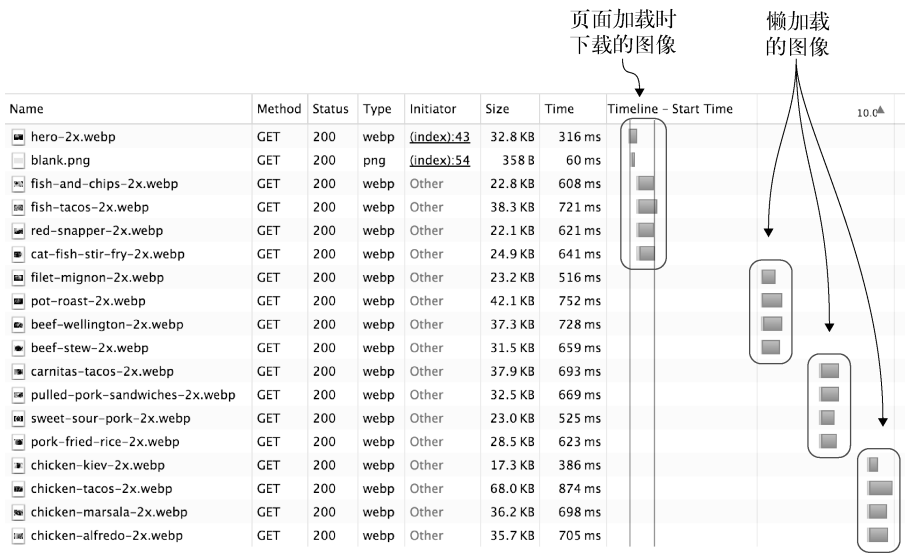 页面加载时
下载的图像
懒加载
的图像
Name Method Status Type Initiator Size Time Timeline – Start Time 10.0
hero-2x.webp GET 200 webp (index):43 32.8 KB 316 ms
blank.png GET 200 png (index):54 358 B 60 ms
fish-and-chips-2x.webp GET 200 webp Other 22.8 KB 608 ms
fish-tacos-2x.webp GET 200 webp Other 38.3 KB 721 ms
red-snapper-2x.webp GET 200 webp Other 22.1 KB 621 ms
cat-fish-stir-fry-2x.webp GET 200 webp Other 24.9 KB 641 ms
filet-mignon-2x.webp GET 200 webp Other 23.2 KB 516 ms
pot-roast-2x.webp GET 200 webp Other 42.1 KB 752 ms
beef-wellington-2x.webp GET 200 webp Other 37.3 KB 728 ms
beef-stew-2x.webp GET 200 webp Other 31.5 KB 659 ms
carnitas-tacos-2x.webp GET 200 webp Other 37.9 KB 693 ms
pulled-pork-sandwiches-2x.webp GET 200 webp Other 32.5 KB 669 ms
sweet-sour-pork-2x.webp GET 200 webp Other 23.0 KB 525 ms
pork-fried-rice-2x.webp GET 200 webp Other 28.5 KB 623 ms
chicken-kiev-2x.webp GET 200 webp Other 17.3 KB 386 ms
chicken-tacos-2x.webp GET 200 webp Other 68.0 KB 874 ms
chicken-marsala-2x.webp GET 200 webp Other 36.2 KB 698 ms
chicken-alfredo-2x.webp GET 200 webp Other 35.7 KB 705 ms